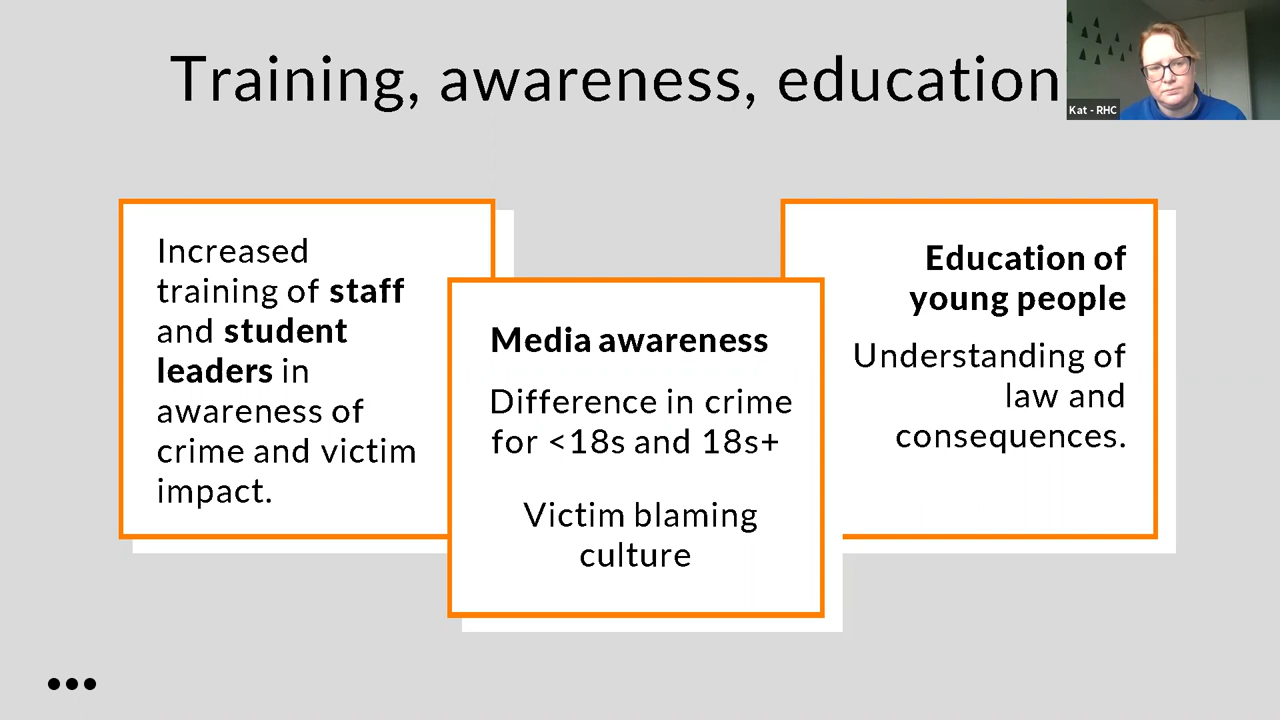 Training, awareness, education
Kat - RHC
Increased
training of staff
and student
leaders in
awareness of
crime and victim
impact.
Media awareness
Difference in crime
for <18s and 18s+
Victim blaming
culture
Education of
young people
Understanding of
law and
consequences.